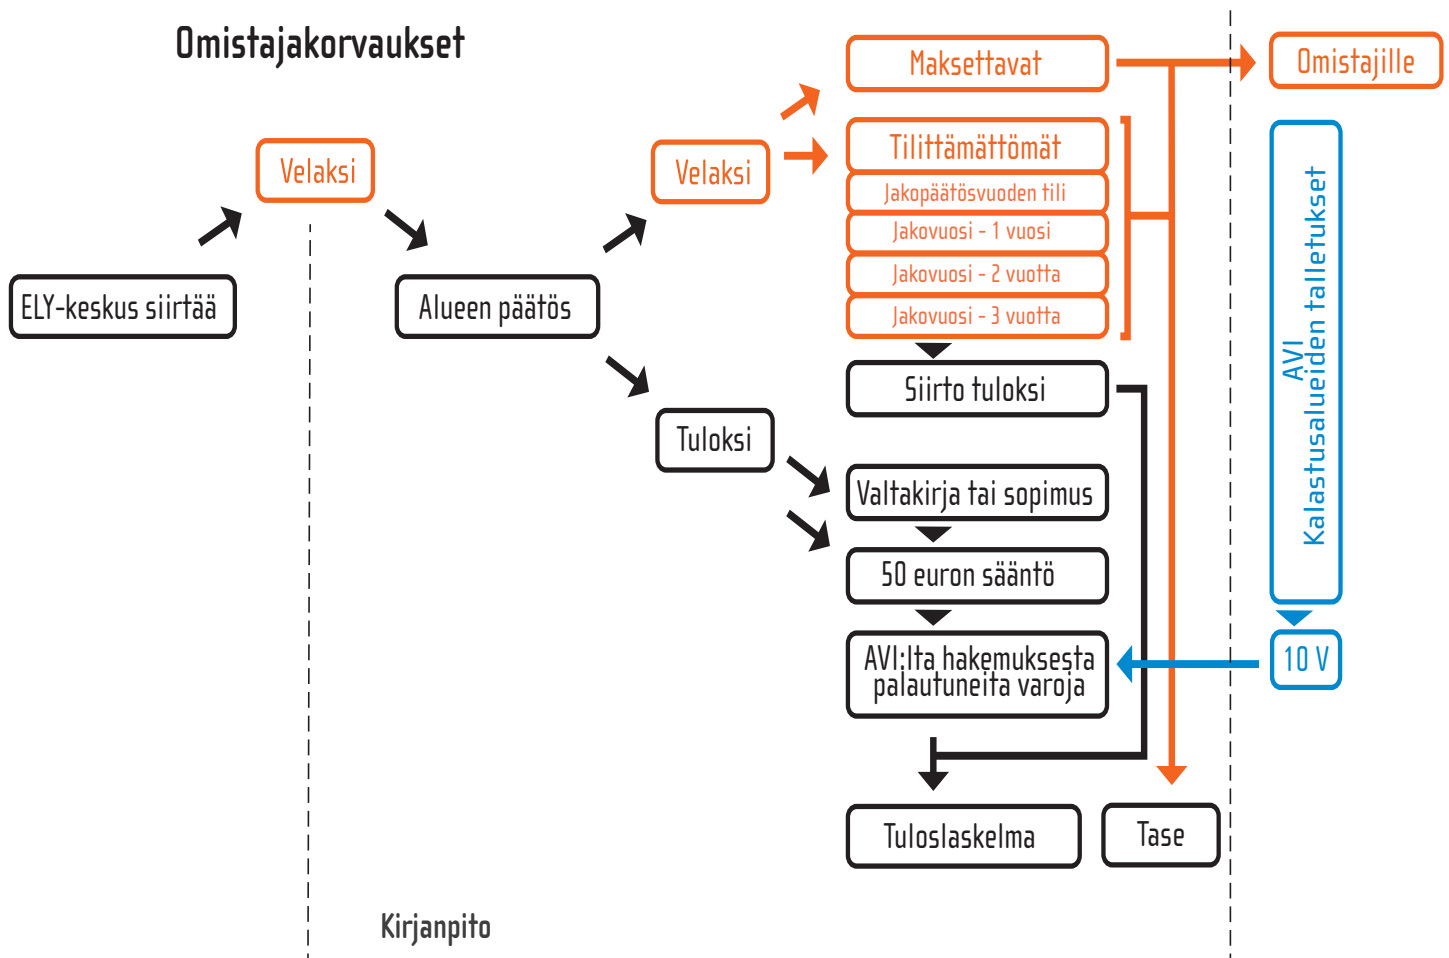 Omistajakorvaukset
ELY-keskus siirtää
Velaksi
Alueen päätös
Velaksi
Tuloksi
Maksettavat
Tilittämättömät
Jakopäätösvuoden tili
Jakovuosi - 1 vuosi
Jakovuosi - 2 vuotta
Jakovuosi - 3 vuotta
Siirto tuloksi
Valtakirja tai sopimus
50 euron sääntö
AVI:lta hakemuksesta
palautuneita varoja
Tuloslaskelma
Tase
Omistajille
AVI
Kalastusalueiden talletukset
10 V
Kirjanpito